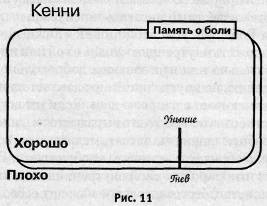 Кенни
Память о боли
Уныние
Хорошо
Гнев
Плохо
Рис. 11